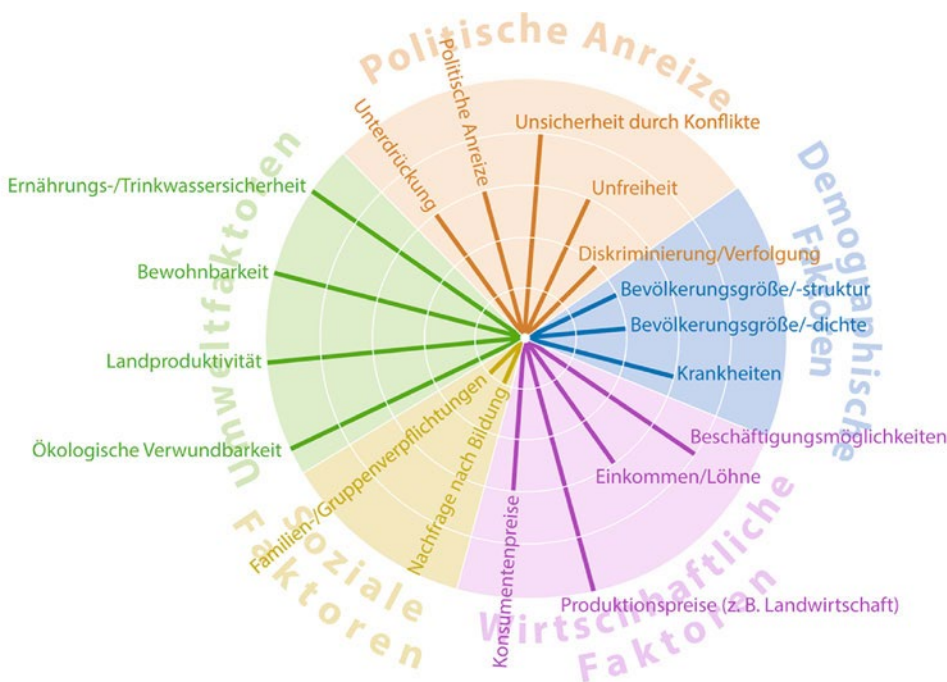 Politische Anreize
Unterdrückung
Politische Anreize
Unsicherheit durch Konflikte
Unfreiheit
Diskriminierung/Verfolgung
Demographische
Faktoren
Bevölkerungsgröße/-struktur
Bevölkerungsgröße/-dichte
Krankheiten
Wirtschaftliche
Faktoren
Beschäftigungsmöglichkeiten
Einkommen/Löhne
Produktionspreise (z. B. Landwirtschaft)
Konsumentenpreise
Soziale
Faktoren
Nachfrage nach Bildung
Familien-/Gruppenverpflichtungen
Umweltfaktoren
Ernährungs-/Trinkwassersicherheit
Bewohnbarkeit
Landproduktivität
Ökologische Verwundbarkeit